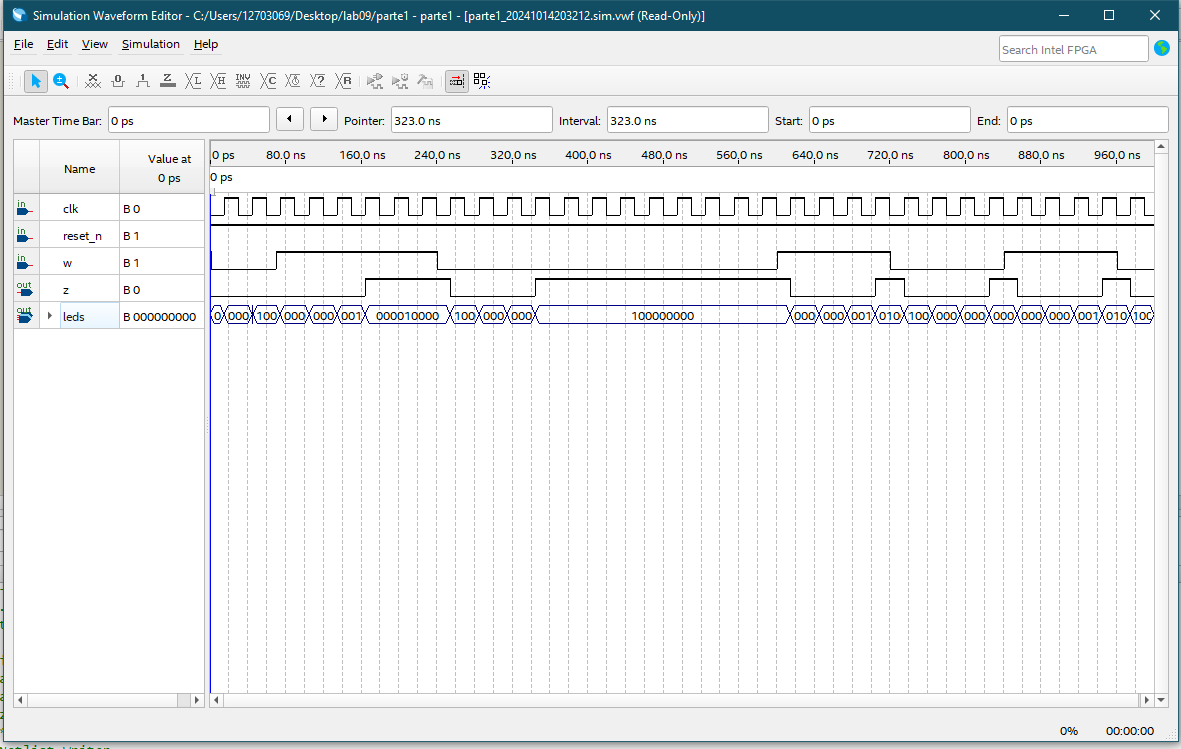 Simulation Waveform Editor - C:/Users/12703069/Desktop/lab09/parte1 - parte1 - [parte1_20241014203212.sim.vwf (Read-Only)]
File Edit View Simulation Help
Search Intel FPGA
Master Time Bar: 0 ps Pointer: 323.0 ns Interval: 323.0 ns Start: 0 ps End: 0 ps
Name Value at 0 ps
0 ps 80.0 ns 160.0 ns 240.0 ns 320.0 ns 400.0 ns 480.0 ns 560.0 ns 640.0 ns 720.0 ns 800.0 ns 880.0 ns 960.0 ns
0 ps
in clk B 0
in reset_n B 1
in w B 1
out z B 0
out leds B 000000000 0 000 100 000 000 001 000010000 100 000 000 100000000 000 000 001 010 100 000 000 000 000 000 001 010 100
0% 00:00:00